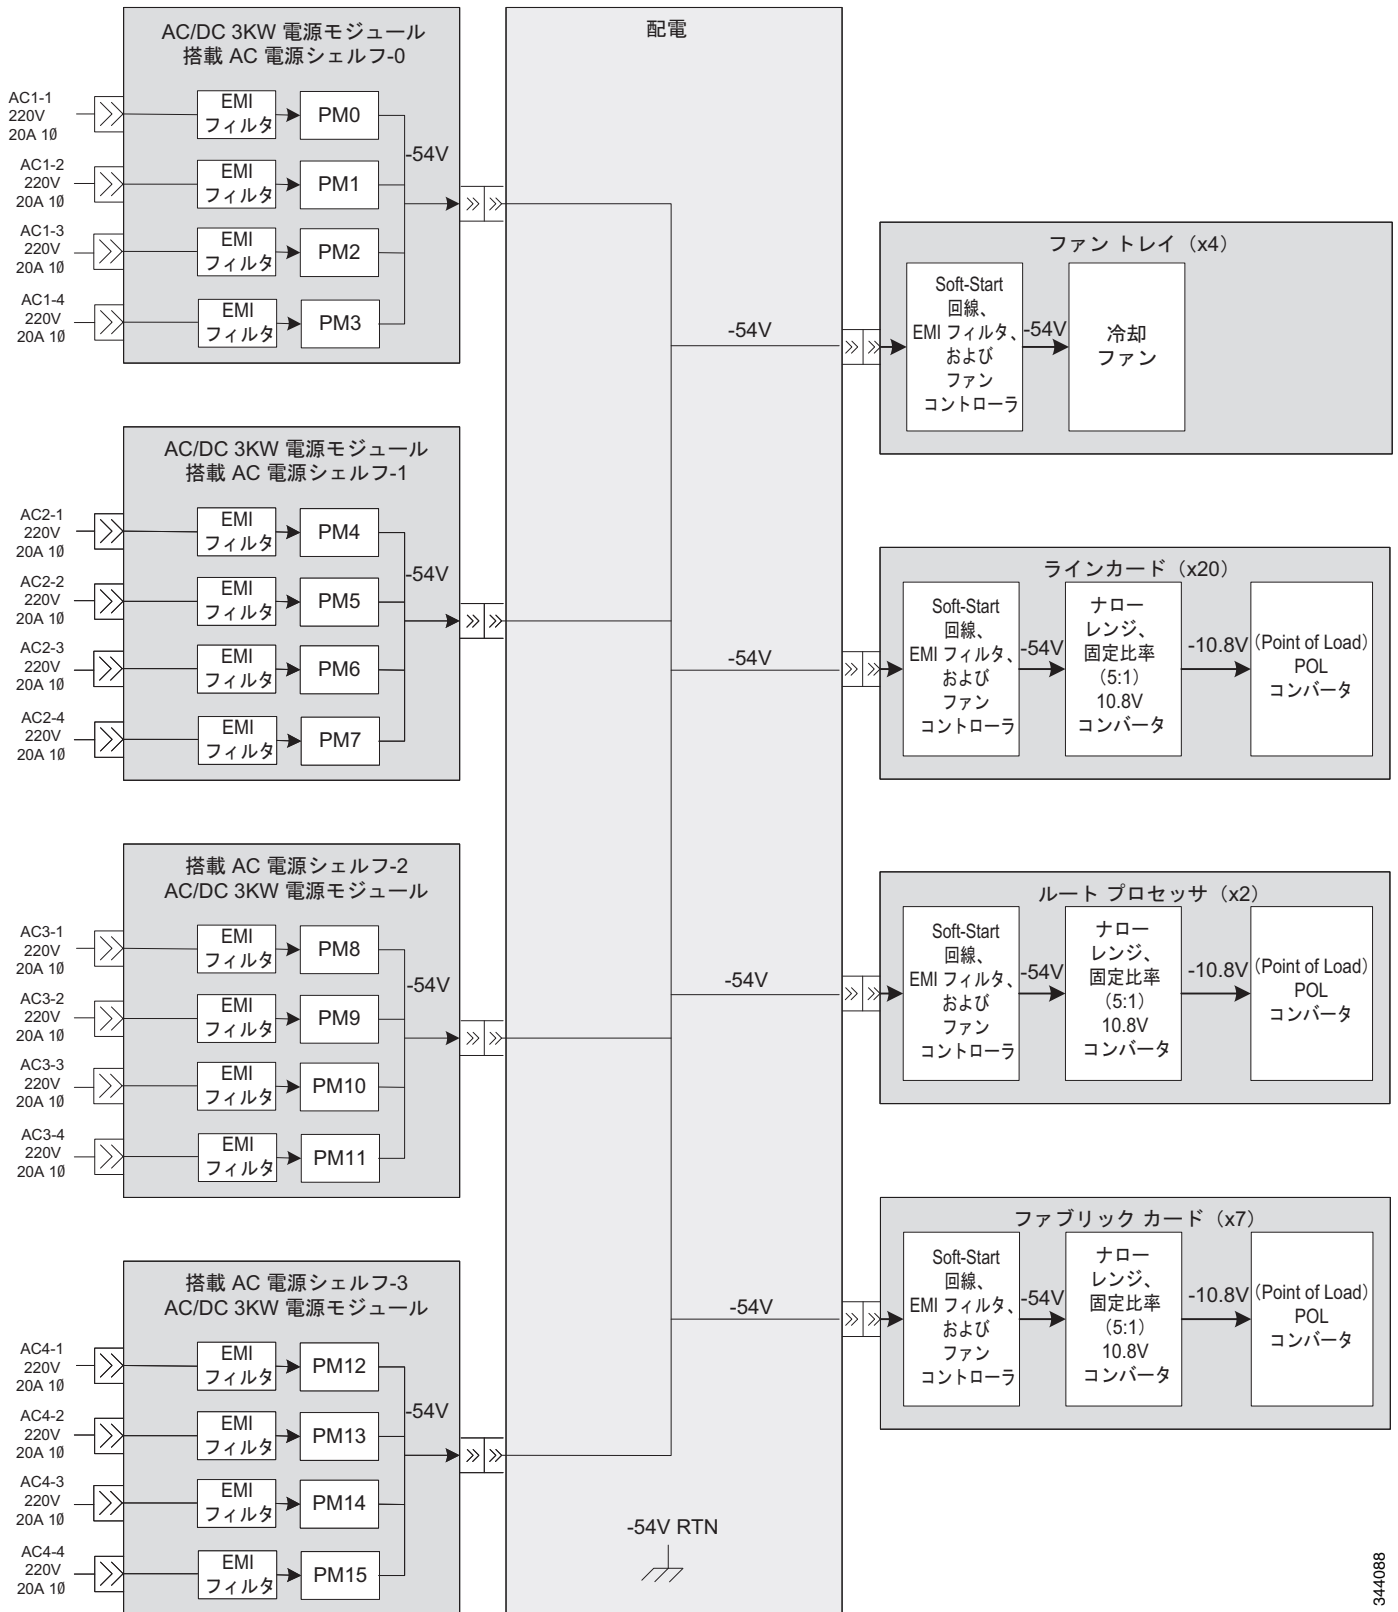 AC/DC 3KW 電源モジュール
搭載 AC 電源シェルフ-0
AC1-1
220V
20A 1Ø
EMI
フィルタ
PM0
-54V
AC1-2
220V
20A 1Ø
EMI
フィルタ
PM1
AC1-3
220V
20A 1Ø
EMI
フィルタ
PM2
AC1-4
220V
20A 1Ø
EMI
フィルタ
PM3
AC/DC 3KW 電源モジュール
搭載 AC 電源シェルフ-1
AC2-1
220V
20A 1Ø
EMI
フィルタ
PM4
-54V
AC2-2
220V
20A 1Ø
EMI
フィルタ
PM5
AC2-3
220V
20A 1Ø
EMI
フィルタ
PM6
AC2-4
220V
20A 1Ø
EMI
フィルタ
PM7
搭載 AC 電源シェルフ-2
AC/DC 3KW 電源モジュール
AC3-1
220V
20A 1Ø
EMI
フィルタ
PM8
-54V
AC3-2
220V
20A 1Ø
EMI
フィルタ
PM9
AC3-3
220V
20A 1Ø
EMI
フィルタ
PM10
AC3-4
220V
20A 1Ø
EMI
フィルタ
PM11
搭載 AC 電源シェルフ-3
AC/DC 3KW 電源モジュール
AC4-1
220V
20A 1Ø
EMI
フィルタ
PM12
-54V
AC4-2
220V
20A 1Ø
EMI
フィルタ
PM13
AC4-3
220V
20A 1Ø
EMI
フィルタ
PM14
AC4-4
220V
20A 1Ø
EMI
フィルタ
PM15
配電
-54V
-54V
-54V
-54V
-54V RTN
ファン トレイ（x4）
Soft-Start
回線、
EMI フィルタ、
および
ファン
コントローラ
-54V
冷却
ファン
ラインカード（x20）
Soft-Start
回線、
EMI フィルタ、
および
ファン
コントローラ
-54V
ナロー
レンジ、
固定比率
（5:1）
10.8V
コンバータ
-10.8V
(Point of Load)
POL
コンバータ
ルート プロセッサ（x2）
Soft-Start
回線、
EMI フィルタ、
および
ファン
コントローラ
-54V
ナロー
レンジ、
固定比率
（5:1）
10.8V
コンバータ
-10.8V
(Point of Load)
POL
コンバータ
ファブリック カード（x7）
Soft-Start
回線、
EMI フィルタ、
および
ファン
コントローラ
-54V
ナロー
レンジ、
固定比率
（5:1）
10.8V
コンバータ
-10.8V
(Point of Load)
POL
コンバータ
344088